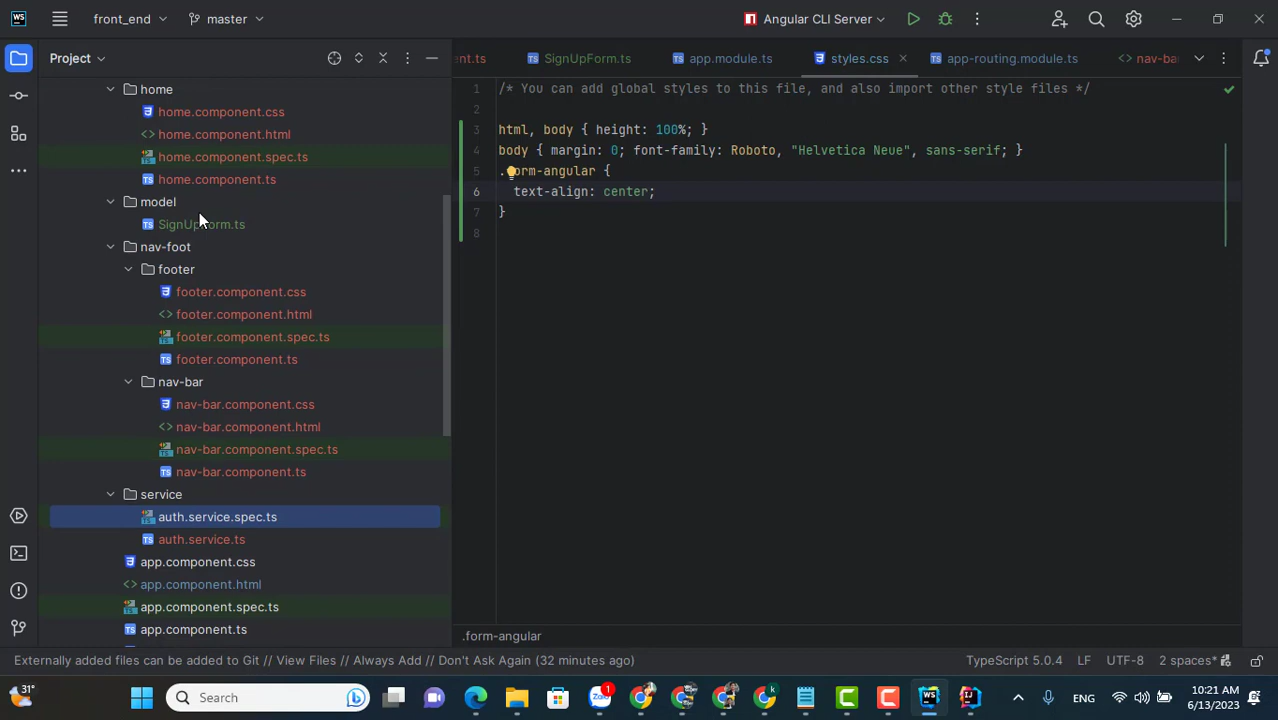 WS front_end master Angular CLI Server
Project
ent.ts SignUpForm.ts app.module.ts styles.css app-routing.module.ts nav-ba
home
home.component.css
home.component.html
home.component.spec.ts
home.component.ts
model
SignUpForm.ts
nav-foot
footer
footer.component.css
footer.component.html
footer.component.spec.ts
footer.component.ts
nav-bar
nav-bar.component.css
nav-bar.component.html
nav-bar.component.spec.ts
nav-bar.component.ts
service
auth.service.spec.ts
auth.service.ts
app.component.css
app.component.html
app.component.spec.ts
app.component.ts
1 /* You can add global styles to this file, and also import other style files */
2
3 html, body { height: 100%; }
4 body { margin: 0; font-family: Roboto, "Helvetica Neue", sans-serif; }
5 .form-angular {
6 text-align: center;
7 }
8
.form-angular
Externally added files can be added to Git // View Files // Always Add // Don't Ask Again (32 minutes ago) TypeScript 5.0.4 LF UTF-8 2 spaces*
31° Search Zalo 1 k WS ENG 10:21 AM
6/13/2023